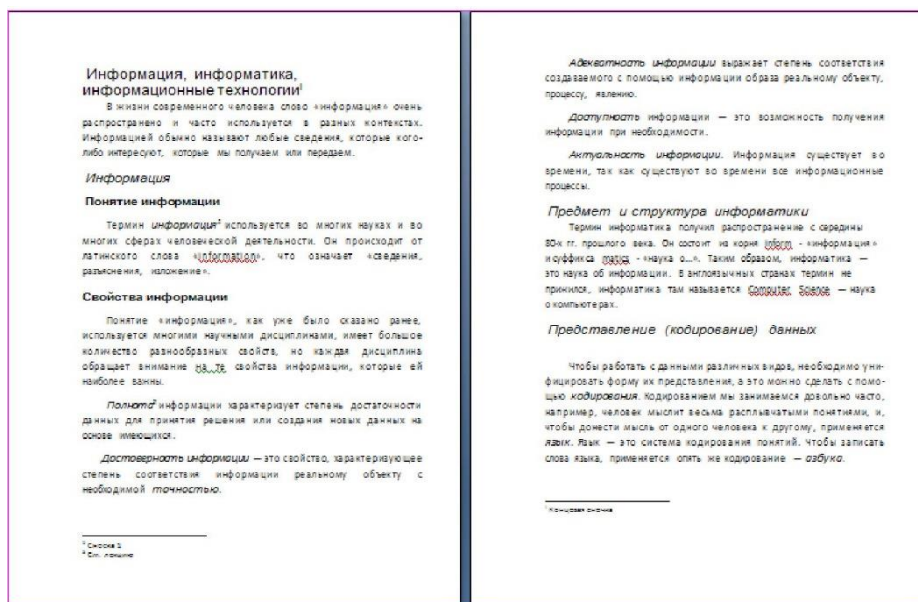 Информация, информатика,
информационные технологииⁱ
В жизни современного человека слово «информация» очень
распространено и часто используется в разных контекстах.
Информацией обычно называют любые сведения, которые кого-
либо интересуют, которые мы получаем или передаем.
Информация
Понятие информации
Термин информация¹ используется во многих науках и во
многих сферах человеческой деятельности. Он происходит от
латинского слова «information», что означает «сведения,
разъяснения, изложение».
Свойства информации
Понятие «информация», как уже было сказано ранее,
используется многими научными дисциплинами, имеет большое
количество разнообразных свойств, но каждая дисциплина
обращает внимание на те свойства информации, которые ей
наиболее важны.
Полнота² информации характеризует степень достаточности
данных для принятия решения или создания новых данных на
основе имеющихся.
Достоверность информации — это свойство, характеризующее
степень соответствия информации реальному объекту с
необходимой точностью.
¹ Сноска 1
² См. лекцию
Адекватность информации выражает степень соответствия
создаваемого с помощью информации образа реальному объекту,
процессу, явлению.
Доступность информации — это возможность получения
информации при необходимости.
Актуальность информации. Информация существует во
времени, так как существуют во времени все информационные
процессы.
Предмет и структура информатики
Термин информатика получил распространение с середины
80-х гг. прошлого века. Он состоит из корня inform - «информация»
и суффикса matics - «наука о...». Таким образом, информатика —
это наука об информации. В англоязычных странах термин не
прижился, информатика там называется Computer Science — наука
о компьютерах.
Представление (кодирование) данных
Чтобы работать с данными различных видов, необходимо уни-
фицировать форму их представления, а это можно сделать с помо-
щью кодирования. Кодированием мы занимаемся довольно часто,
например, человек мыслит весьма расплывчатыми понятиями, и,
чтобы донести мысль от одного человека к другому, применяется
язык. Язык — это система кодирования понятий. Чтобы записать
слова языка, применяется опять же кодирование — азбука.
ⁱ Концевая сноска